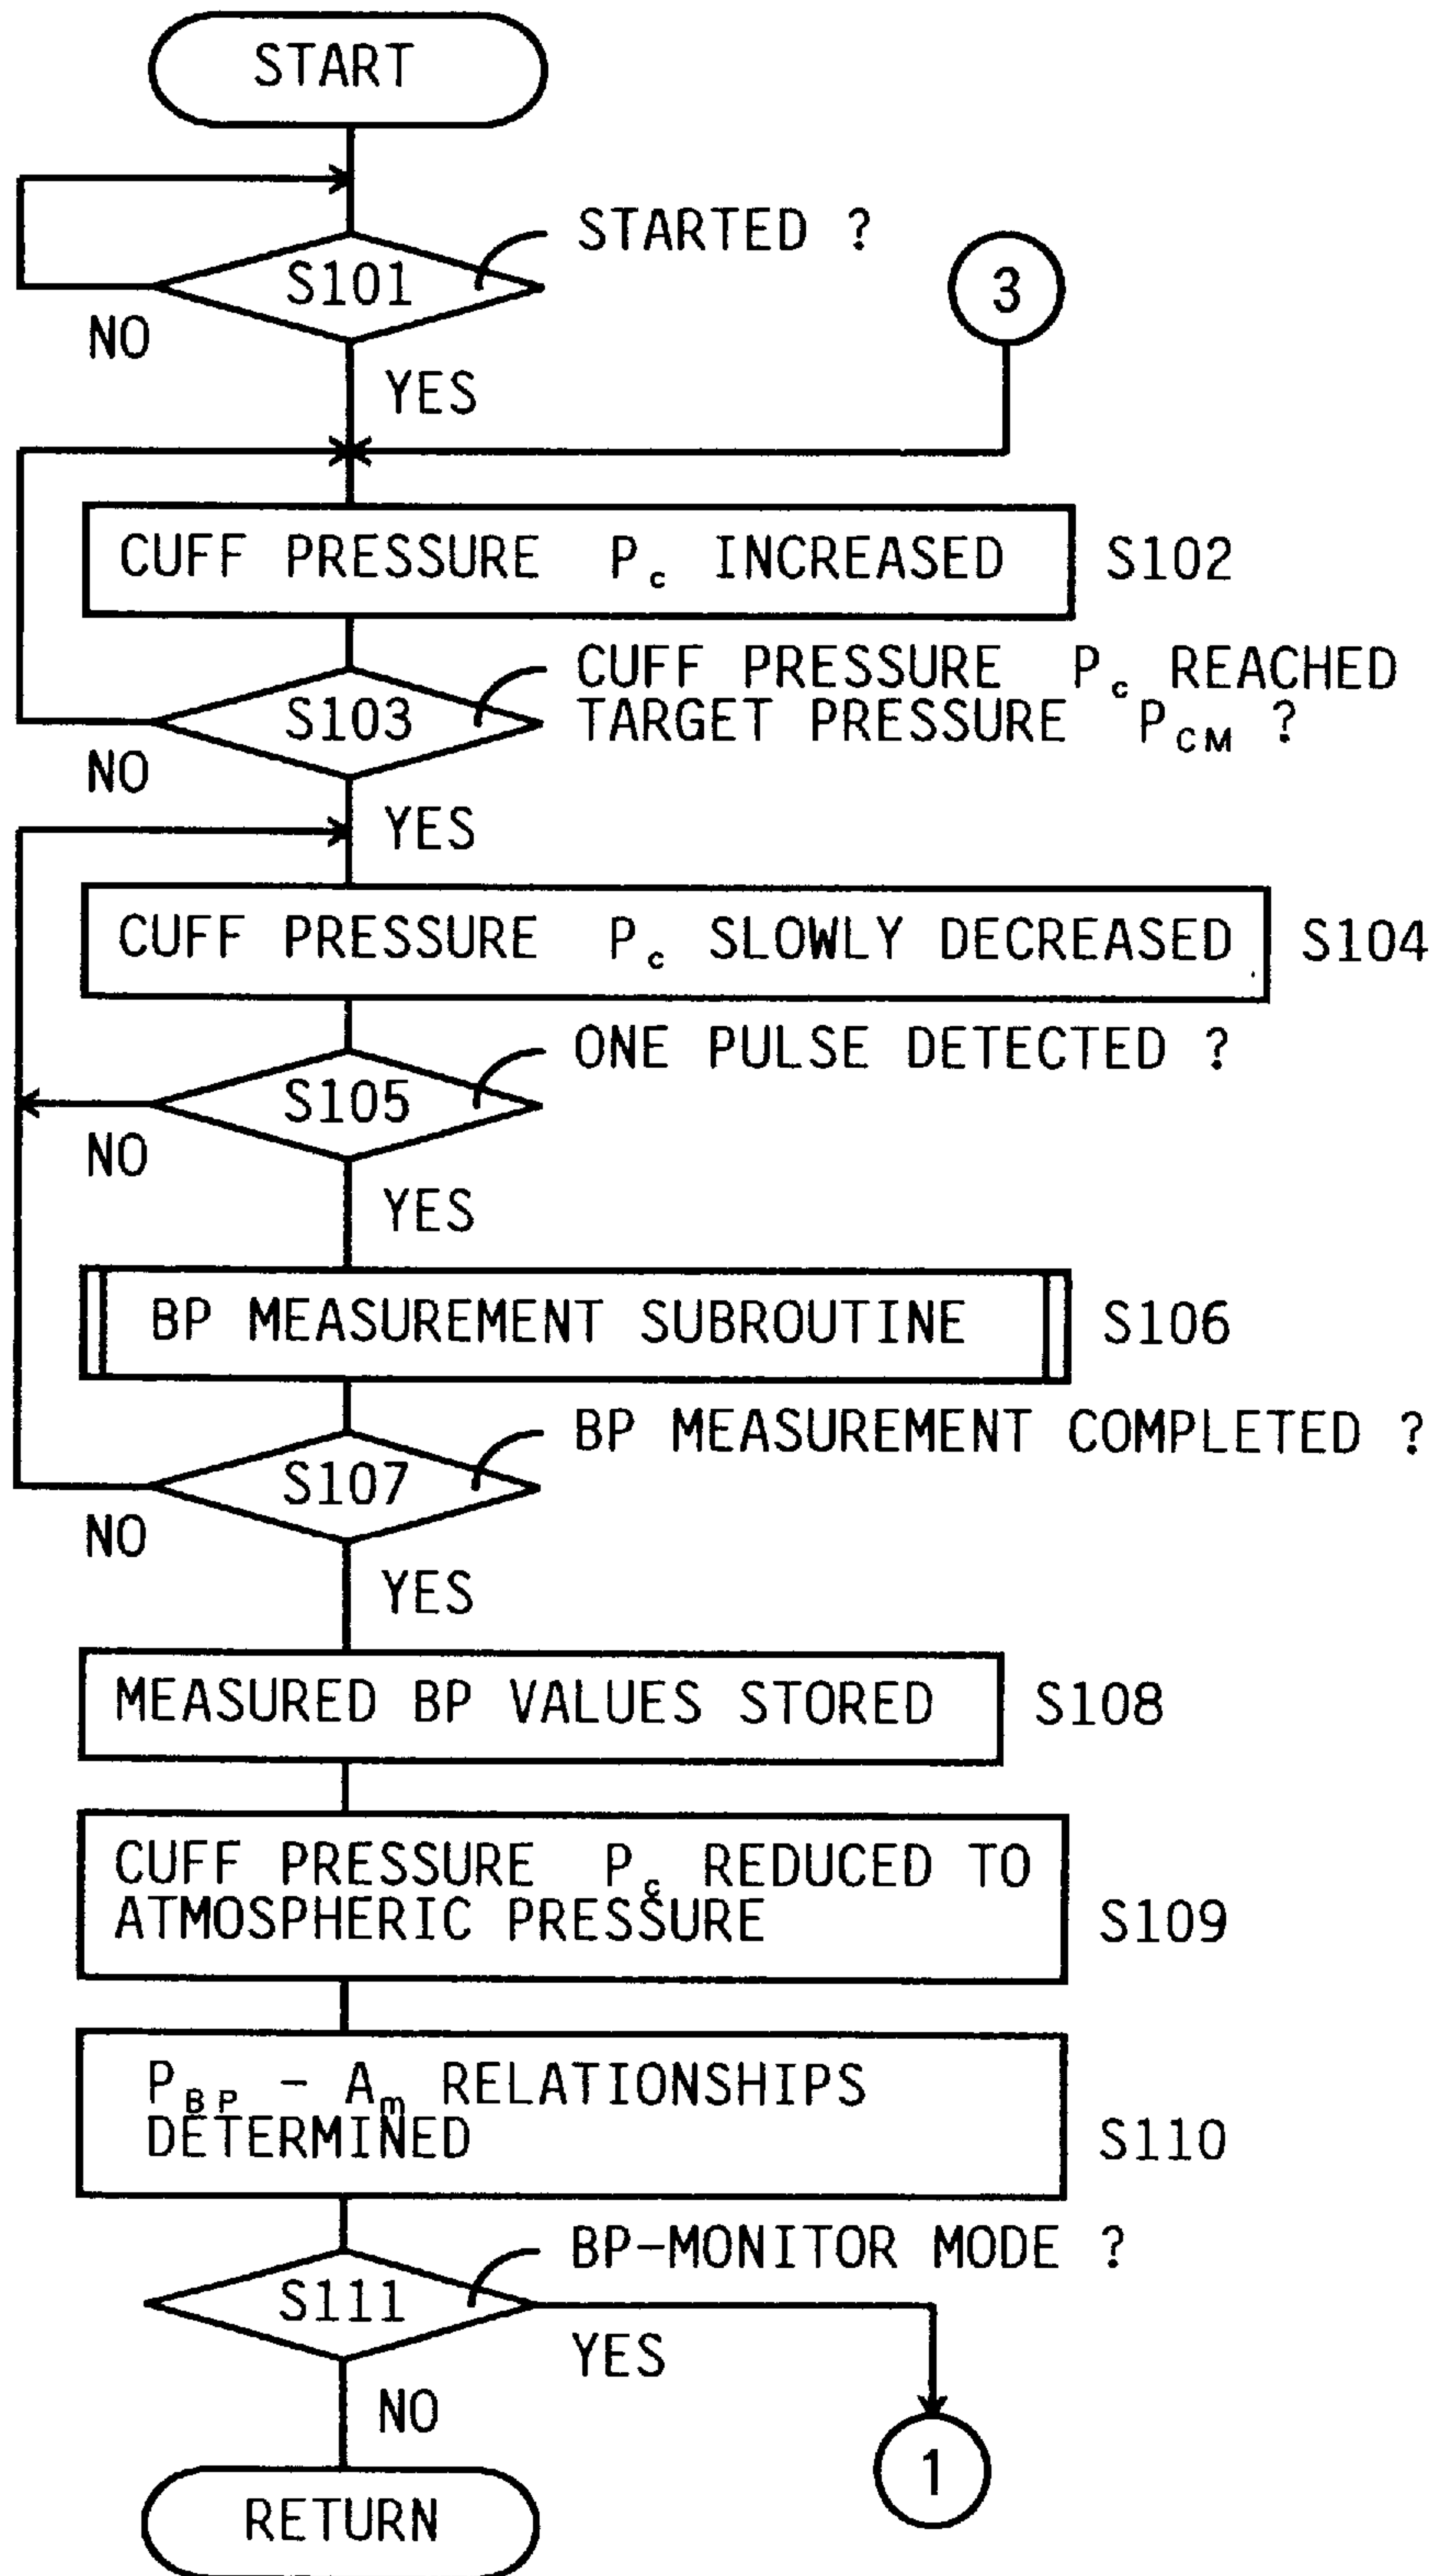 START
STARTED ?
S101
3
NO
YES
CUFF PRESSURE Pc INCREASED
S102
CUFF PRESSURE Pc REACHED
TARGET PRESSURE PCM ?
S103
NO
YES
CUFF PRESSURE Pc SLOWLY DECREASED
S104
ONE PULSE DETECTED ?
S105
NO
YES
BP MEASUREMENT SUBROUTINE
S106
BP MEASUREMENT COMPLETED ?
S107
NO
YES
MEASURED BP VALUES STORED
S108
CUFF PRESSURE Pc REDUCED TO
ATMOSPHERIC PRESSURE
S109
PBP - Am RELATIONSHIPS
DETERMINED
S110
BP-MONITOR MODE ?
S111
YES
NO
1
RETURN